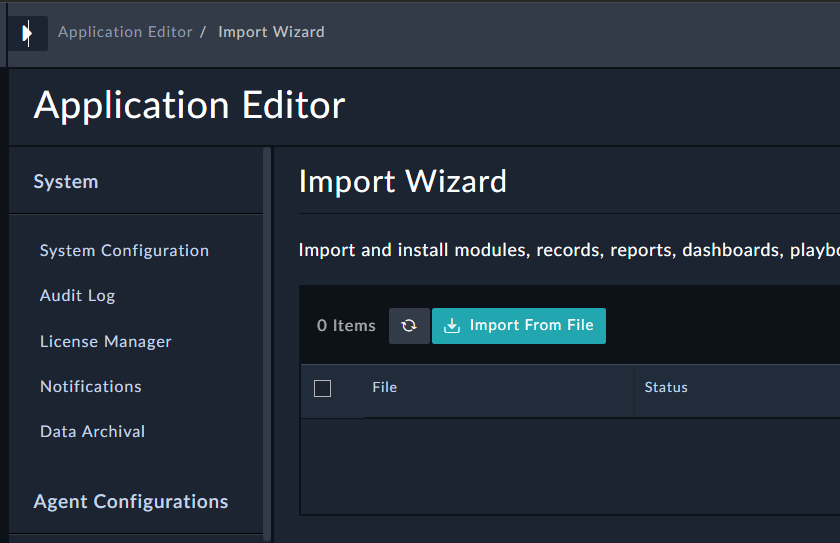 Application Editor / Import Wizard
Application Editor
System
System Configuration
Audit Log
License Manager
Notifications
Data Archival
Agent Configurations
Import Wizard
Import and install modules, records, reports, dashboards,
0 Items
Import From File
File
Status